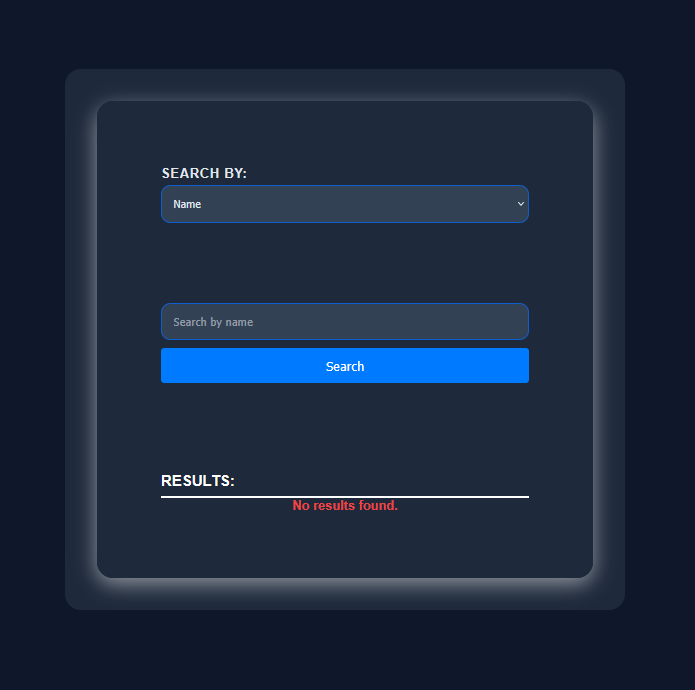 SEARCH BY:
Name
Search by name
Search
RESULTS:
No results found.